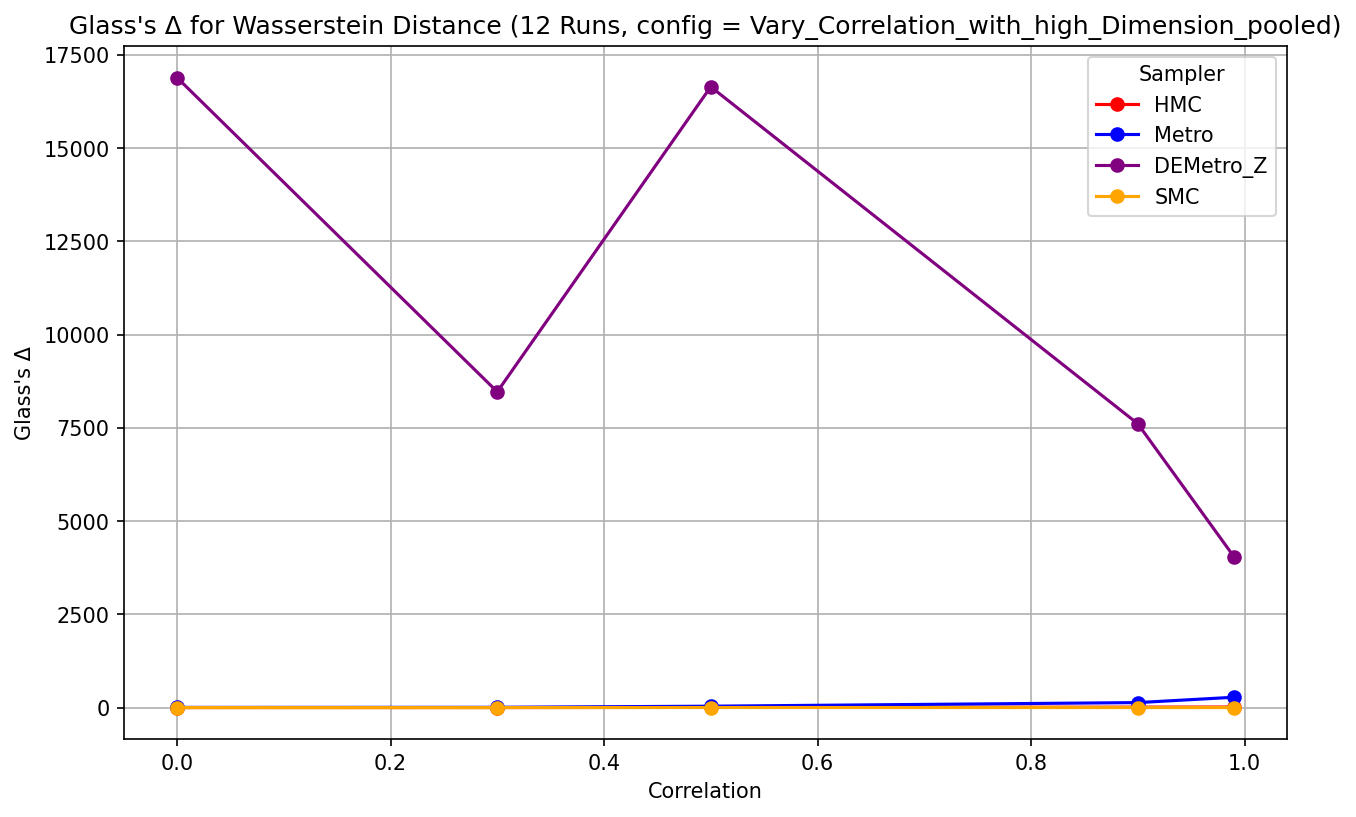 Glass's Δ for Wasserstein Distance (12 Runs, config = Vary_Correlation_with_high_Dimension_pooled)
17500
15000
12500
10000
7500
5000
2500
0
Glass's Δ
Sampler
HMC
Metro
DEMetro_Z
SMC
0.0
0.2
0.4
0.6
0.8
1.0
Correlation